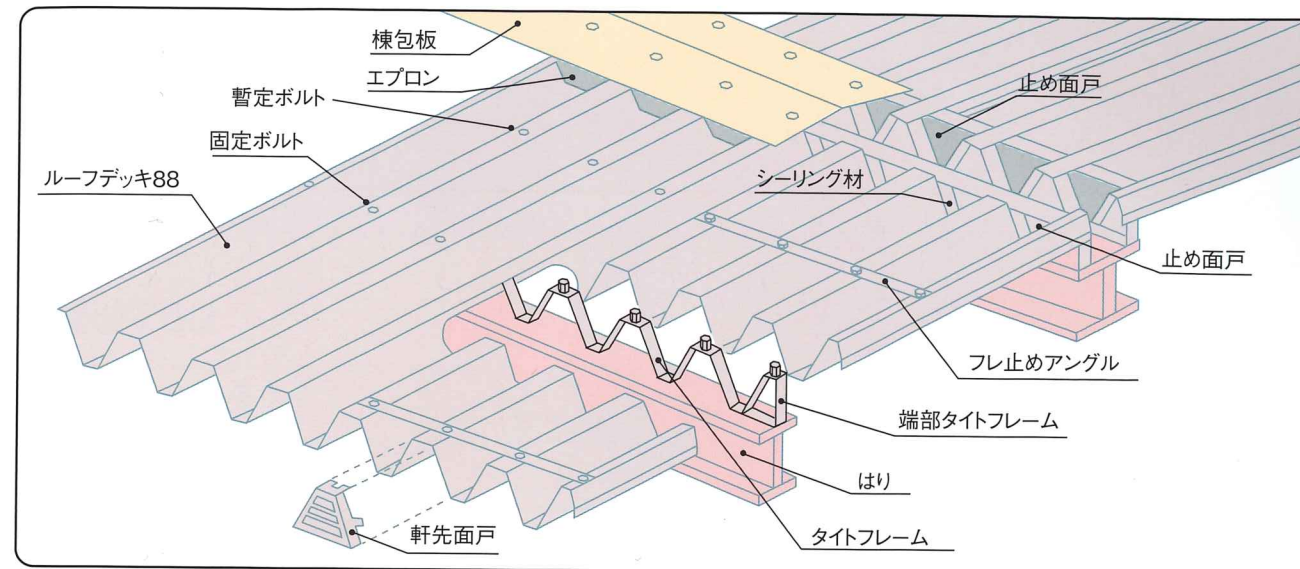 棟包板
エプロン
暫定ボルト
固定ボルト
ルーフデッキ88
止め面戸
シーリング材
止め面戸
フレ止めアングル
端部タイトフレーム
はり
タイトフレーム
軒先面戸